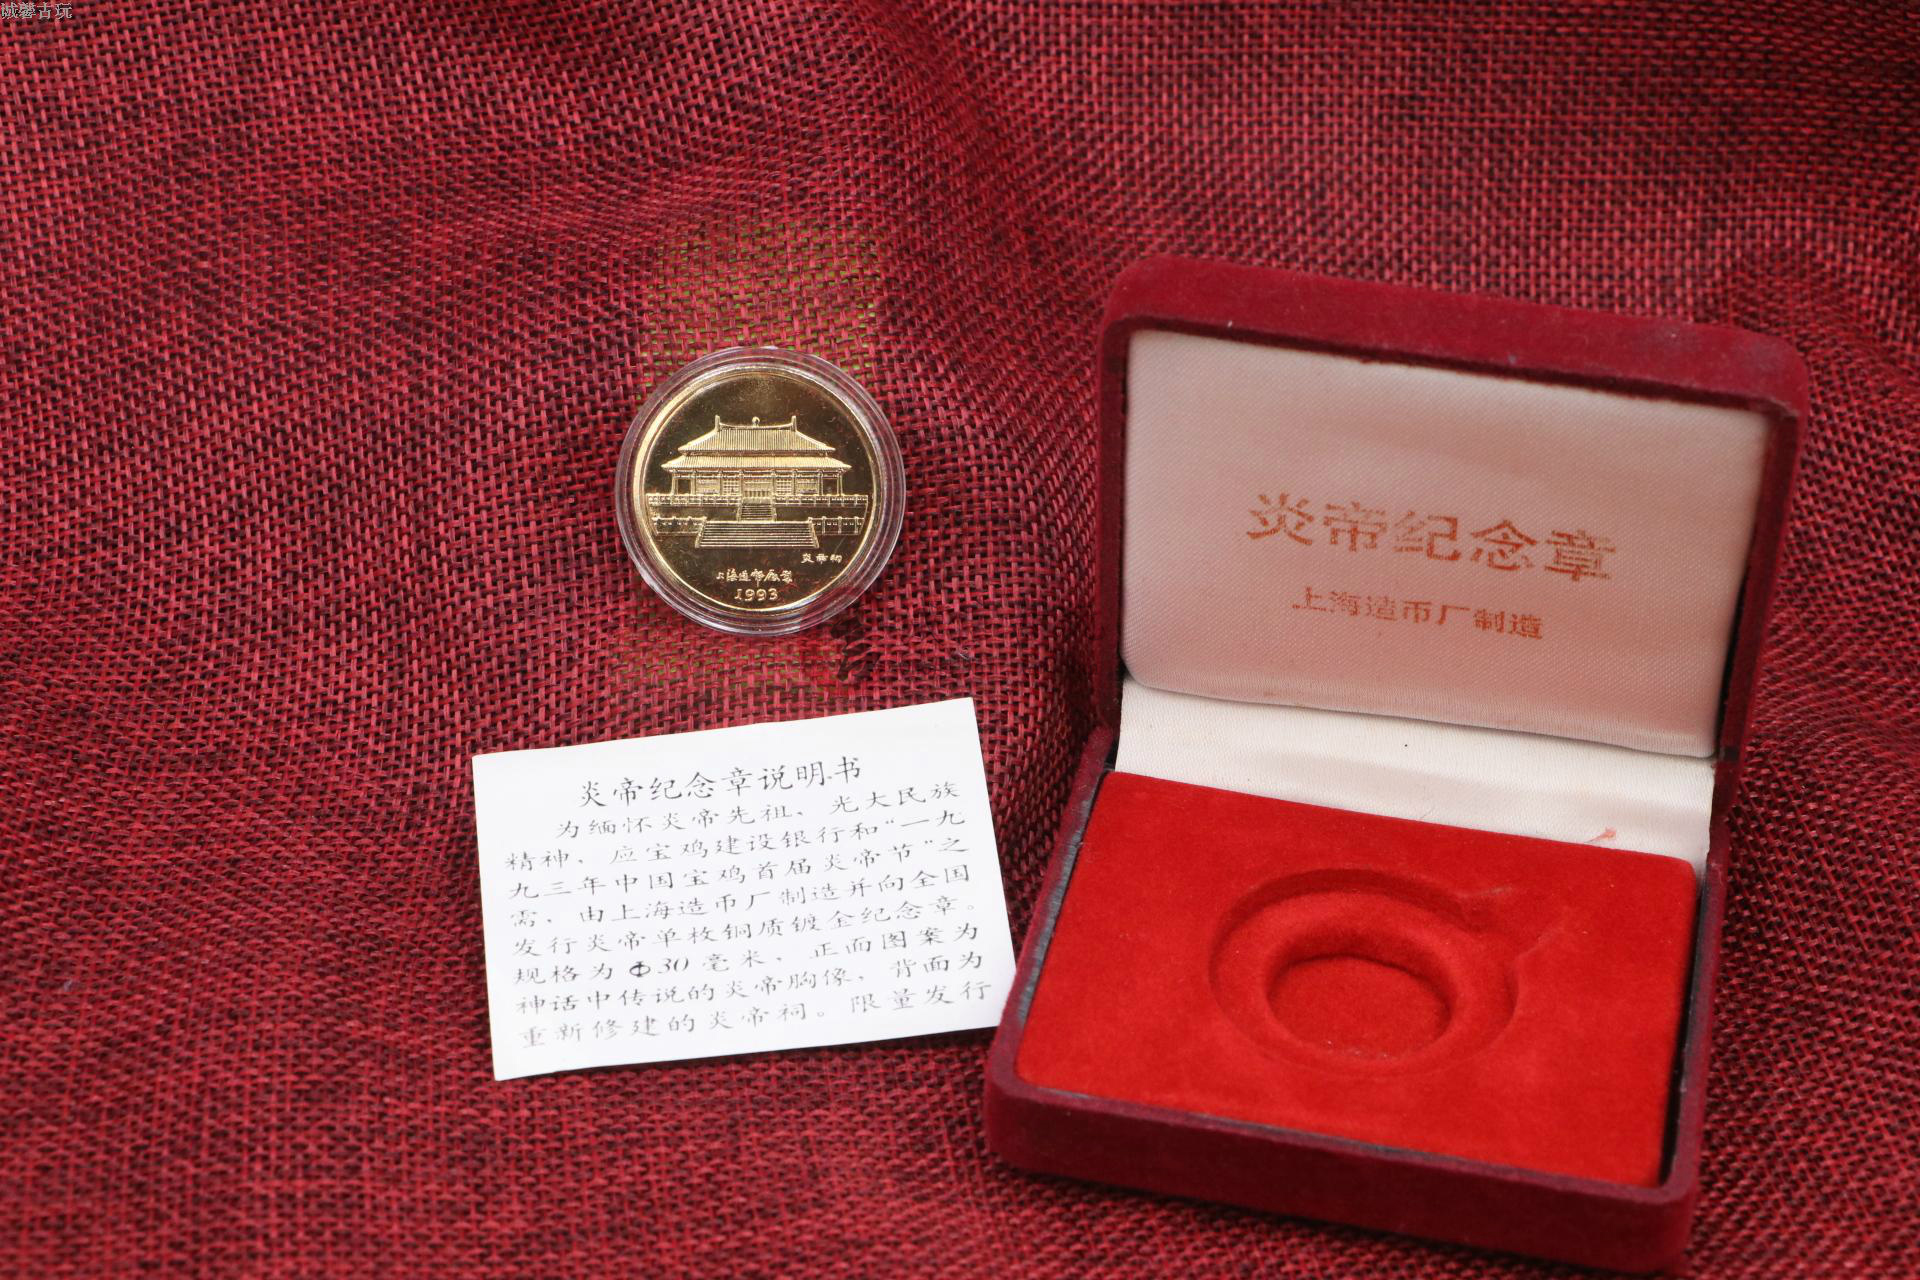 诚馨古玩
炎帝祠
上海造币厂制
1993
炎帝纪念章
上海造币厂制造
炎帝纪念章说明书
为缅怀炎帝先祖、光大民族
精神，应宝鸡建设银行和“一九
九三年中国宝鸡首届炎帝节”之
需，由上海造币厂制造并向全国
发行炎帝单枚铜质镀金纪念章。
规格为Φ30毫米，正面图案为
神话中传说的炎帝胸像，背面为
重新修建的炎帝祠。限量发行